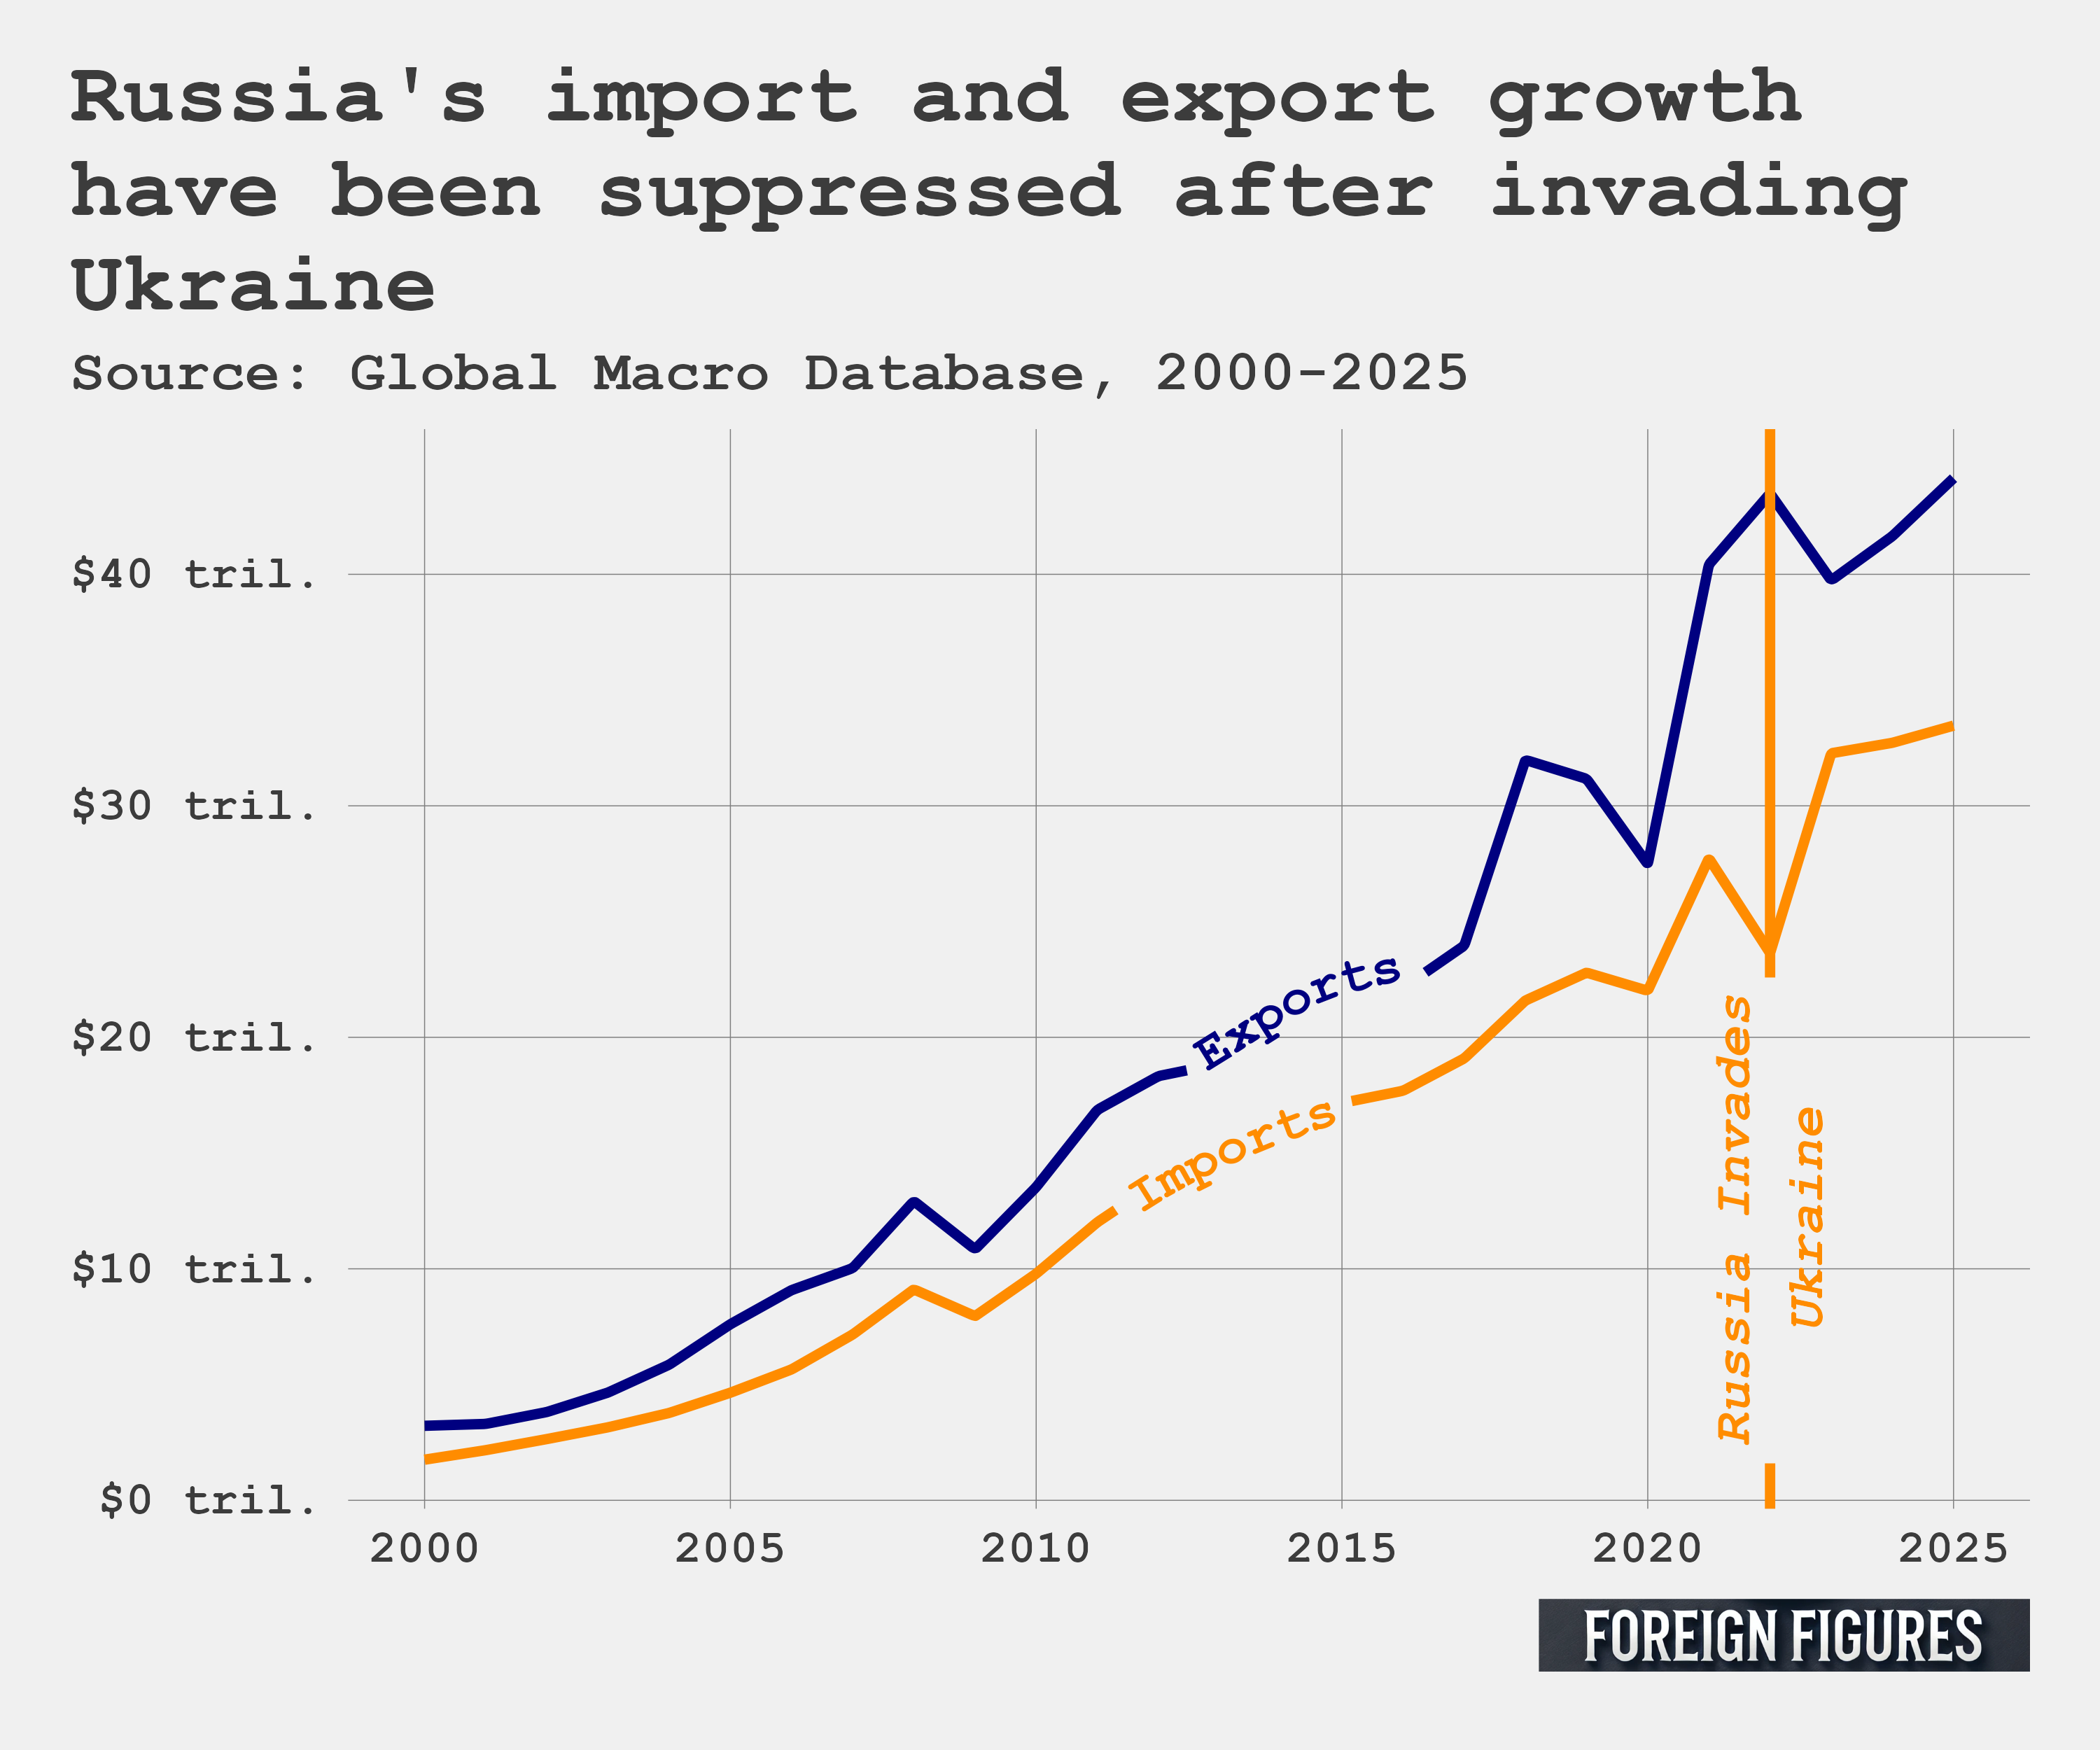 Russia's import and export growth
have been suppressed after invading
Ukraine
Source: Global Macro Database, 2000-2025
$40 tril.
$30 tril.
$20 tril.
$10 tril.
$0 tril.
Exports
Imports
Russia Invades
Ukraine
2000 2005 2010 2015 2020 2025
FOREIGN FIGURES